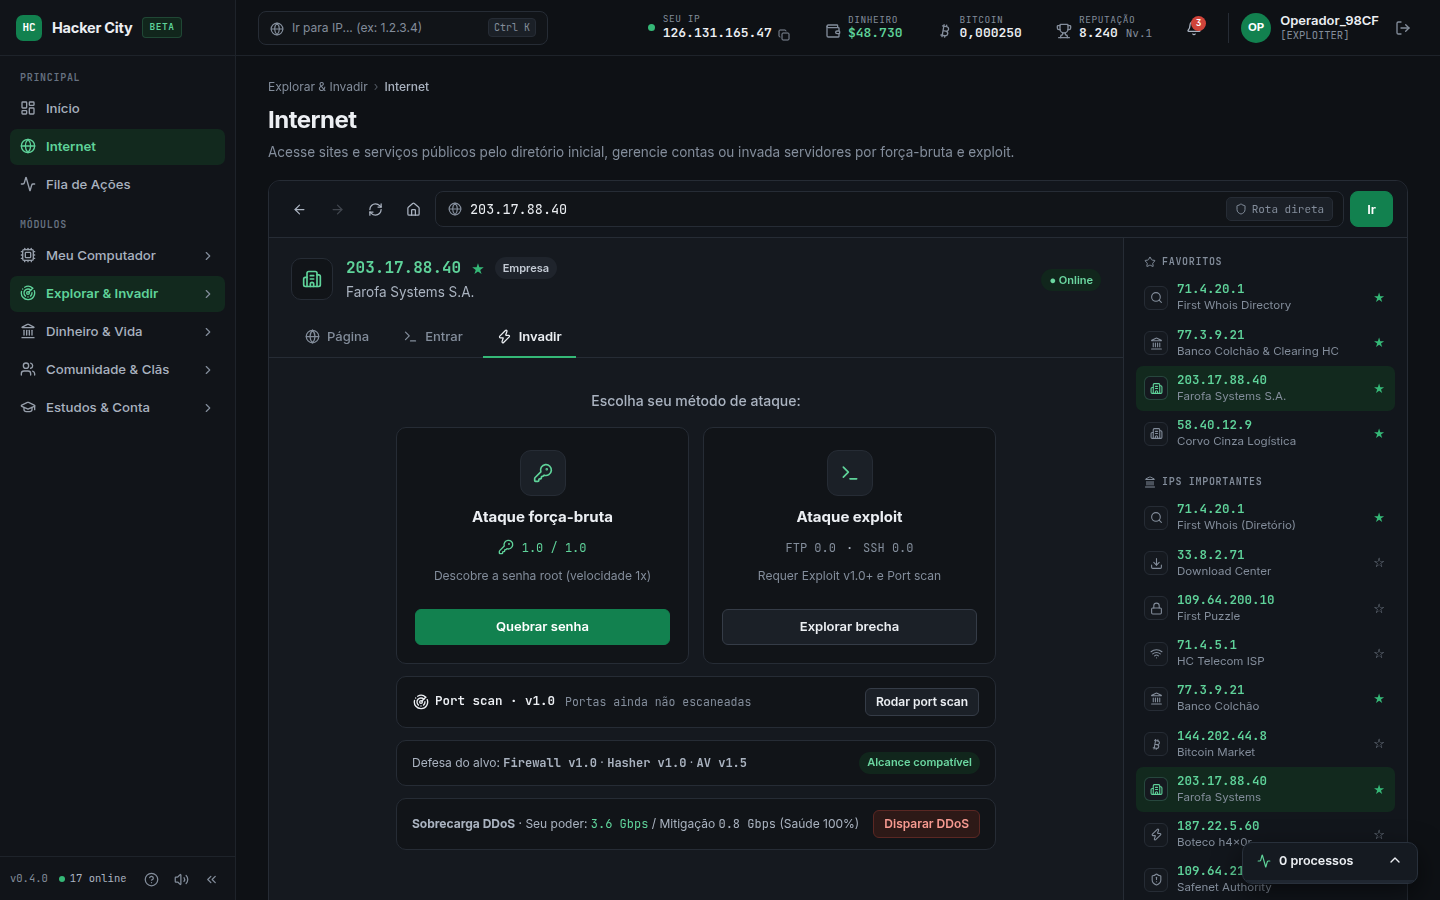 HC Hacker City BETA
Ir para IP... (ex: 1.2.3.4) Ctrl K
SEU IP
126.131.165.47
DINHEIRO
$48.730
BITCOIN
0,000250
REPUTAÇÃO
8.240 Nv.1
3
OP
Operador_98CF
[EXPLOITER]
PRINCIPAL
Início
Internet
Fila de Ações
MÓDULOS
Meu Computador
Explorar & Invadir
Dinheiro & Vida
Comunidade & Clãs
Estudos & Conta
v0.4.0 17 online
Explorar & Invadir › Internet
Internet
Acesse sites e serviços públicos pelo diretório inicial, gerencie contas ou invada servidores por força-bruta e exploit.
203.17.88.40 Rota direta Ir
203.17.88.40 ★ Empresa
Farofa Systems S.A.
● Online
Página Entrar Invadir
Escolha seu método de ataque:
Ataque força-bruta
1.0 / 1.0
Descobre a senha root (velocidade 1x)
Quebrar senha
Ataque exploit
FTP 0.0 · SSH 0.0
Requer Exploit v1.0+ e Port scan
Explorar brecha
Port scan · v1.0 Portas ainda não escaneadas Rodar port scan
Defesa do alvo: Firewall v1.0 · Hasher v1.0 · AV v1.5 Alcance compatível
Sobrecarga DDoS · Seu poder: 3.6 Gbps / Mitigação 0.8 Gbps (Saúde 100%) Disparar DDoS
FAVORITOS
71.4.20.1 ★
First Whois Directory
77.3.9.21 ★
Banco Colchão & Clearing HC
203.17.88.40 ★
Farofa Systems S.A.
58.40.12.9 ★
Corvo Cinza Logística
IPS IMPORTANTES
71.4.20.1 ★
First Whois (Diretório)
33.8.2.71 ☆
Download Center
109.64.200.10 ☆
First Puzzle
71.4.5.1 ☆
HC Telecom ISP
77.3.9.21 ★
Banco Colchão
144.202.44.8 ☆
Bitcoin Market
203.17.88.40 ★
Farofa Systems
187.22.5.60 ☆
Boteco h4x0r
109.64.21
Safenet Authority
0 processos